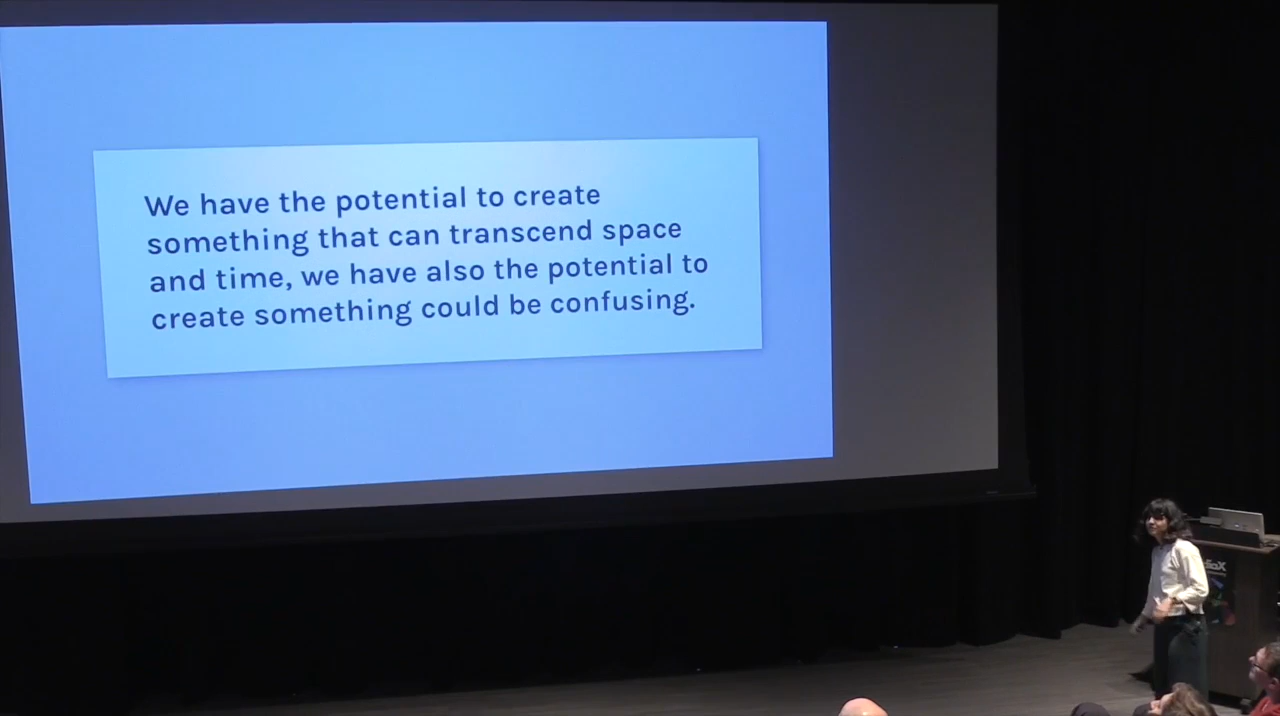 We have the potential to create
something that can transcend space
and time, we have also the potential to
create something could be confusing.